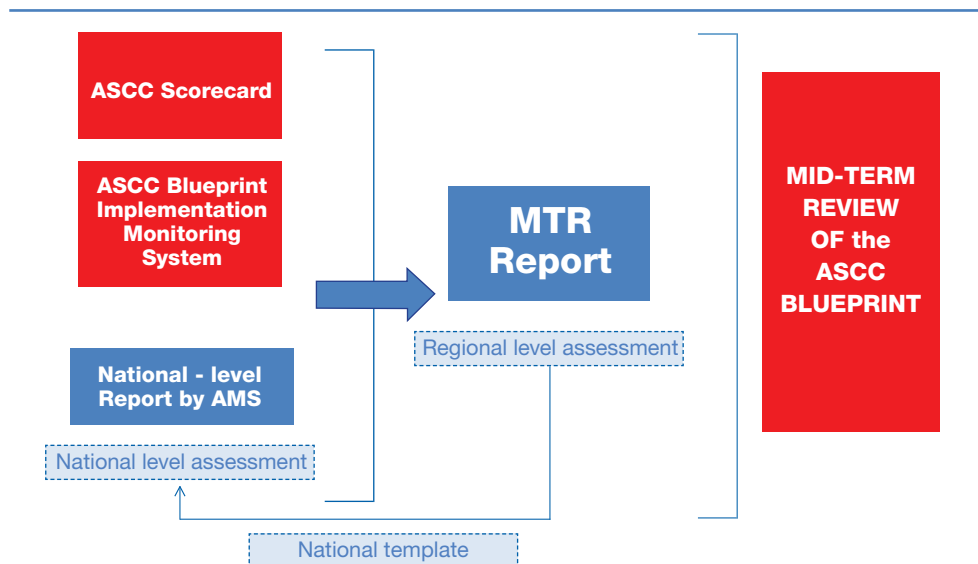 ASCC Scorecard
ASCC Blueprint
Implementation
Monitoring
System
National - level
Report by AMS
National level assessment
MTR
Report
Regional level assessment
National template
MID-TERM
REVIEW
OF the
ASCC
BLUEPRINT